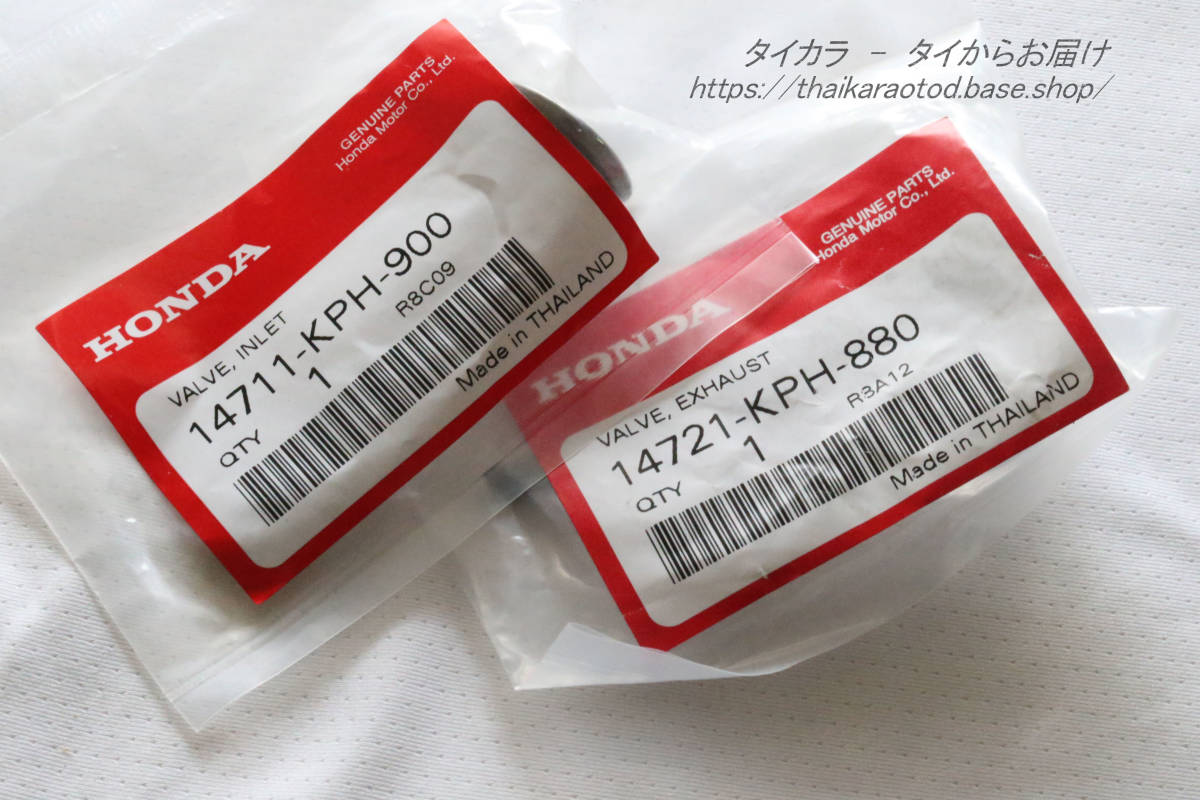 タイカラ － タイからお届け
https://thaikaraotod.base.shop/
GENUINE PARTS
Honda Motor Co., Ltd.
HONDA
VALVE, INLET
14711-KPH-900
QTY 1 R8C09
Made in THAILAND
GENUINE PARTS
Honda Motor Co., Ltd.
HONDA
VALVE, EXHAUST
14721-KPH-880
QTY 1 R3A12
Made in THAILAND